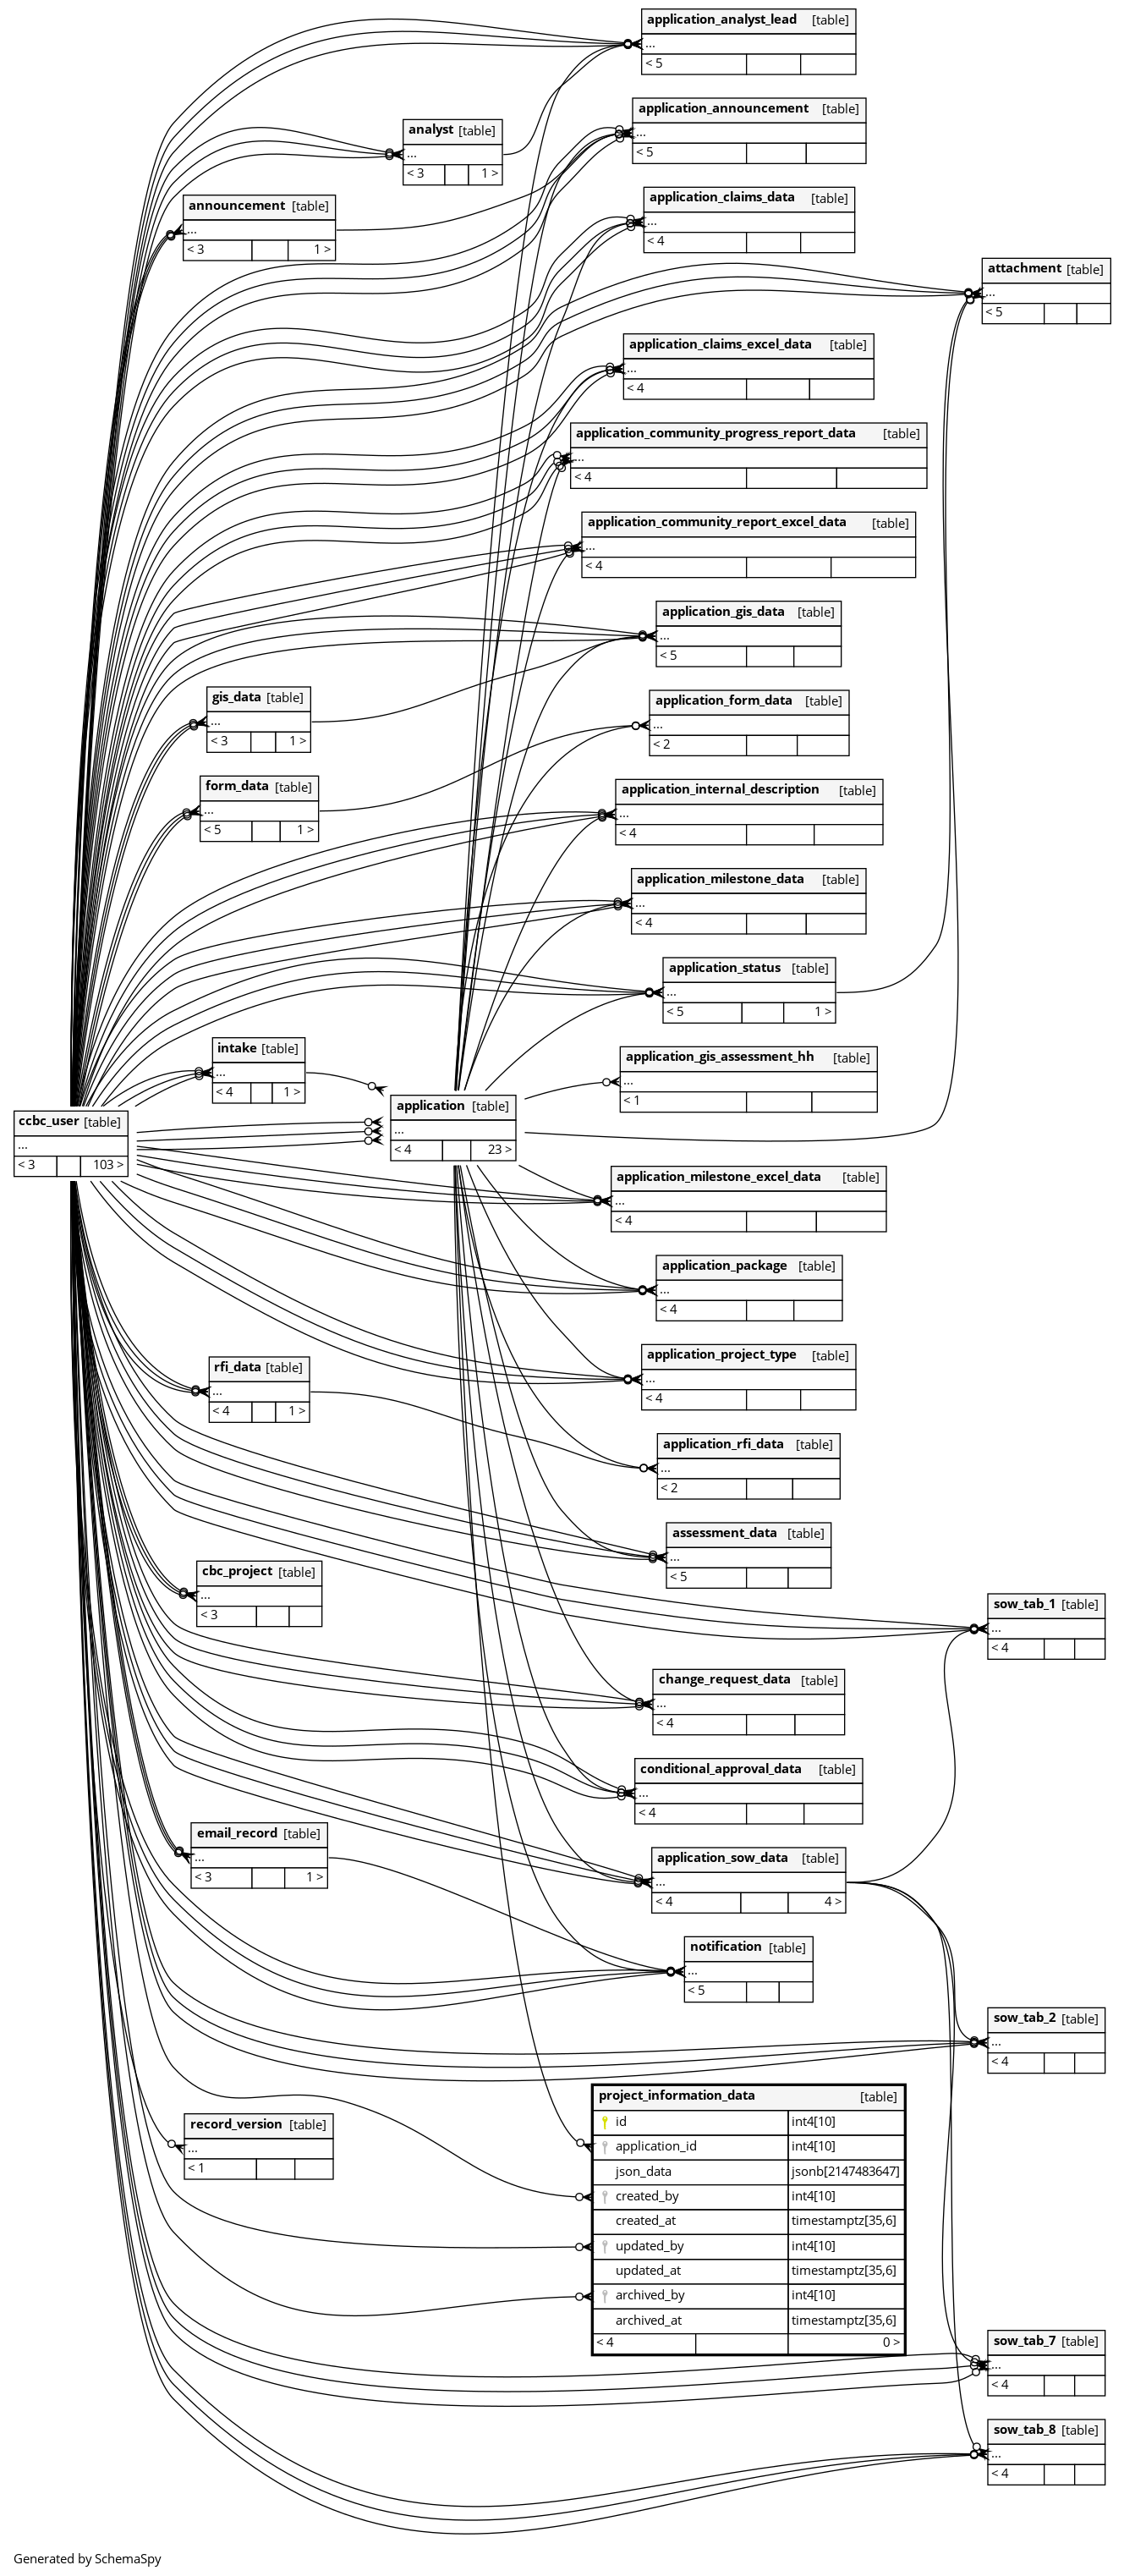 application_analyst_lead [table]
...
< 5
application_announcement [table]
...
< 5
analyst [table]
...
< 3 1 >
application_claims_data [table]
...
< 4
announcement [table]
...
< 3 1 >
attachment [table]
...
< 5
application_claims_excel_data [table]
...
< 4
application_community_progress_report_data [table]
...
< 4
application_community_report_excel_data [table]
...
< 4
application_gis_data [table]
...
< 5
gis_data [table]
...
< 3 1 >
application_form_data [table]
...
< 2
form_data [table]
...
< 5 1 >
application_internal_description [table]
...
< 4
application_milestone_data [table]
...
< 4
application_status [table]
...
< 5 1 >
intake [table]
...
< 4 1 >
application_gis_assessment_hh [table]
...
< 1
application [table]
...
< 4 23 >
ccbc_user [table]
...
< 3 103 >
application_milestone_excel_data [table]
...
< 4
application_package [table]
...
< 4
application_project_type [table]
...
< 4
rfi_data [table]
...
< 4 1 >
application_rfi_data [table]
...
< 2
assessment_data [table]
...
< 5
cbc_project [table]
...
< 3
sow_tab_1 [table]
...
< 4
change_request_data [table]
...
< 4
conditional_approval_data [table]
...
< 4
email_record [table]
...
< 3 1 >
application_sow_data [table]
...
< 4 4 >
notification [table]
...
< 5
sow_tab_2 [table]
...
< 4
project_information_data [table]
id int4[10]
application_id int4[10]
json_data jsonb[2147483647]
created_by int4[10]
created_at timestamptz[35,6]
updated_by int4[10]
updated_at timestamptz[35,6]
archived_by int4[10]
archived_at timestamptz[35,6]
< 4 0 >
record_version [table]
...
< 1
sow_tab_7 [table]
...
< 4
sow_tab_8 [table]
...
< 4
Generated by SchemaSpy